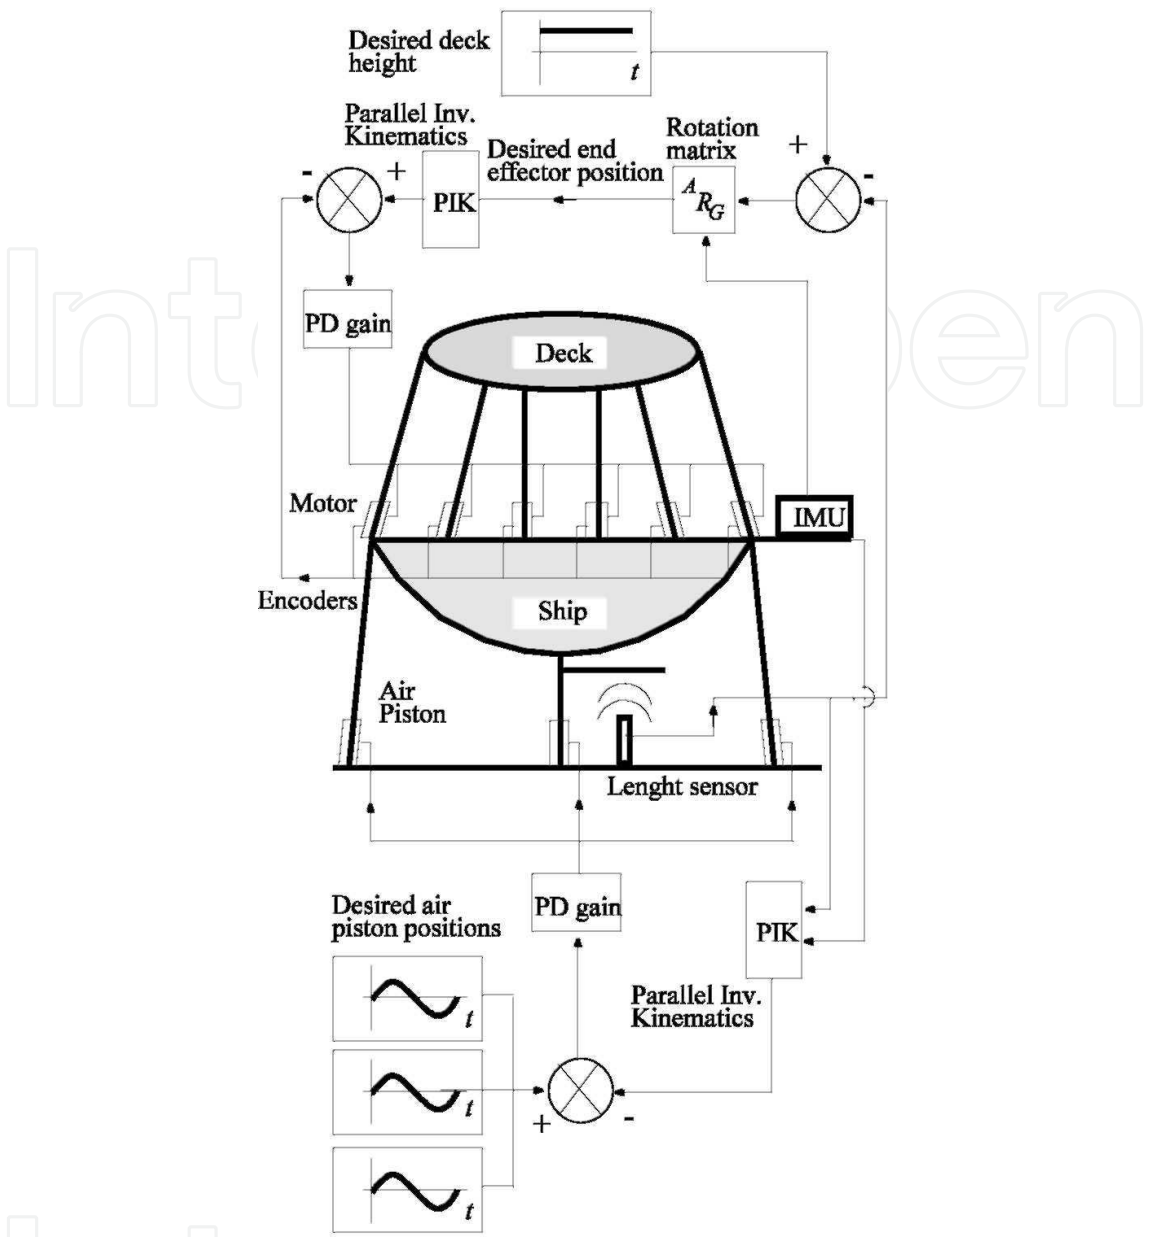 Desired deck
height
t
Parallel Inv.
Kinematics
Rotation
matrix
Desired end
effector position
+
-
-
+
PIK
A
RG
PD gain
Deck
Motor
IMU
Encoders
Ship
Air
Piston
Lenght sensor
Desired air
piston positions
PD gain
PIK
t
Parallel Inv.
Kinematics
t
+
-
t